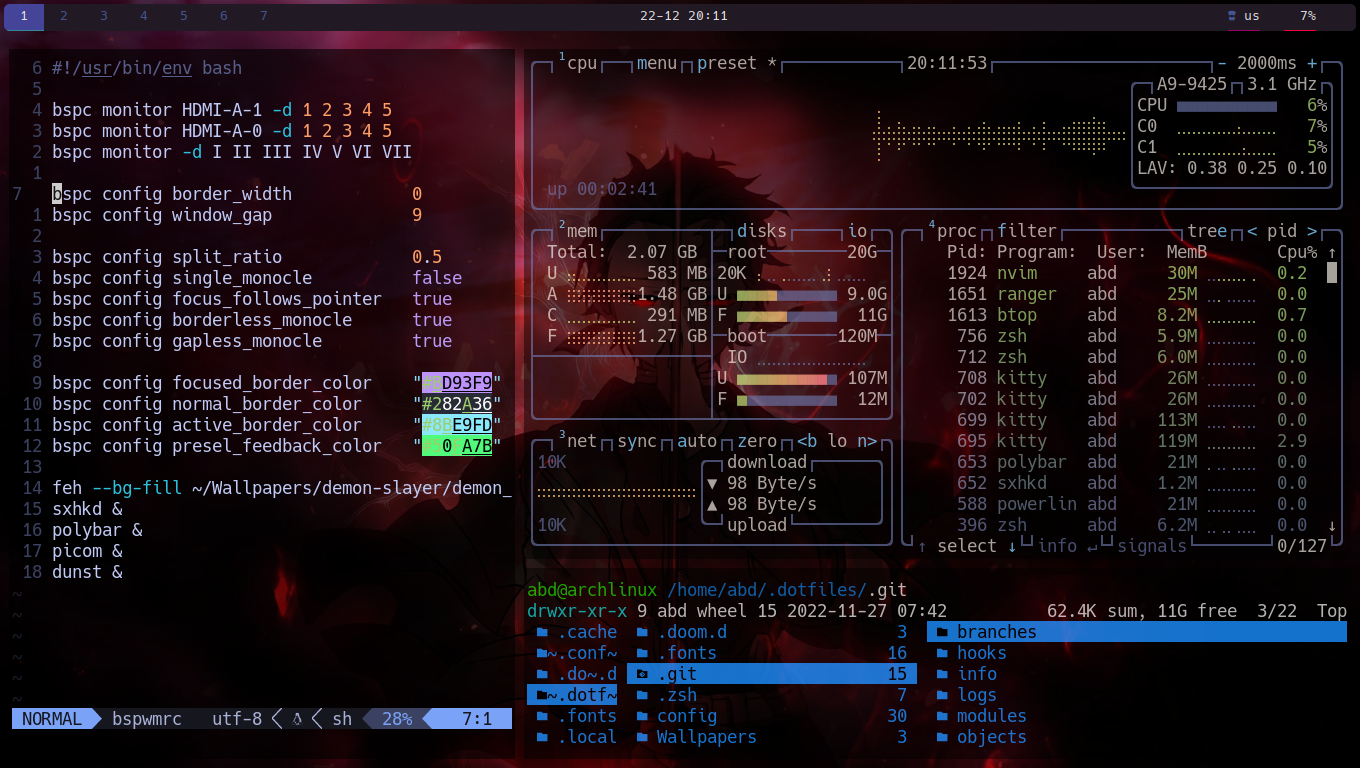 1 2 3 4 5 6 7
22-12 20:11
us 7%
6 #!/usr/bin/env bash
5
4 bspc monitor HDMI-A-1 -d 1 2 3 4 5
3 bspc monitor HDMI-A-0 -d 1 2 3 4 5
2 bspc monitor -d I II III IV V VI VII
1
7 bspc config border_width 0
1 bspc config window_gap 9
2
3 bspc config split_ratio 0.5
4 bspc config single_monocle false
5 bspc config focus_follows_pointer true
6 bspc config borderless_monocle true
7 bspc config gapless_monocle true
8
9 bspc config focused_border_color "#BD93F9"
10 bspc config normal_border_color "#282A36"
11 bspc config active_border_color "#8BE9FD"
12 bspc config presel_feedback_color
13
14 feh --bg-fill ~/Wallpapers/demon-slayer/demon_
15 sxhkd &
16 polybar &
17 picom &
18 dunst &
~
~
~
~
~
~
NORMAL bspwmrc utf-8 sh 28% 7:1
1cpu menu preset * 20:11:53 - 2000ms +
A9-9425 3.1 GHz
CPU 6%
C0 7%
C1 5%
LAV: 0.38 0.25 0.10
up 00:02:41
2mem
Total: 2.07 GB
U 583 MB
A 1.48 GB
C 291 MB
F 1.27 GB
disks io
root 20G
20K
U 9.0G
F 11G
boot 120M
IO
U 107M
F 12M
3net sync auto zero <b lo n>
10K
download
▼ 98 Byte/s
▲ 98 Byte/s
upload
10K
4proc filter tree < pid >
Pid: Program: User: MemB Cpu% ↑
1924 nvim abd 30M 0.2
1651 ranger abd 25M 0.0
1613 btop abd 8.2M 0.7
756 zsh abd 5.9M 0.0
712 zsh abd 6.0M 0.0
708 kitty abd 26M 0.0
702 kitty abd 26M 0.0
699 kitty abd 113M 0.0
695 kitty abd 119M 2.9
653 polybar abd 21M 0.0
652 sxhkd abd 1.2M 0.0
588 powerlin abd 21M 0.0
396 zsh abd 6.2M 0.0 ↓
↑ select ↓ info ↵ signals 0/127
abd@archlinux /home/abd/.dotfiles/.git
drwxr-xr-x 9 abd wheel 15 2022-11-27 07:42 62.4K sum, 11G free 3/22 Top
.cache .doom.d 3 branches
~.conf~ .fonts 16 hooks
.do~.d .git 15 info
~.dotf~ .zsh 7 logs
.fonts config 30 modules
.local Wallpapers 3 objects